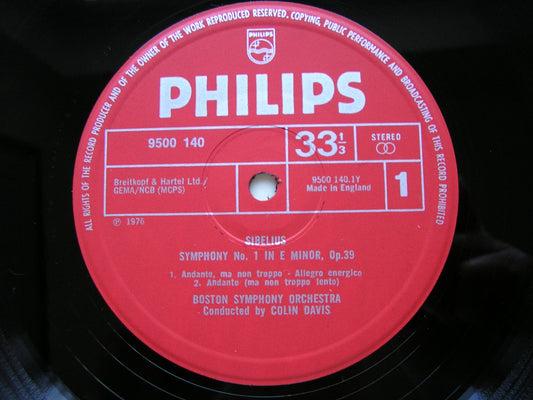 ALL RIGHTS OF THE RECORD PRODUCER AND OF THE OWNER OF THE WORK REPRODUCED RESERVED. COPYING, PUBLIC PERFORMANCE AND BROADCASTING OF THIS RECORD PROHIBITED
PHILIPS
PHILIPS
9500 140
33 1/3
STEREO
Breitkopf & Hartel Ltd./
GEMA/NCB (MCPS)
9500 140.1Y
Made in England
1
℗ 1976
SIBELIUS
SYMPHONY No. 1 IN E MINOR, Op.39
1. Andante, ma non troppo - Allegro energico
2. Andante (ma non troppo lento)
BOSTON SYMPHONY ORCHESTRA
Conducted by COLIN DAVIS